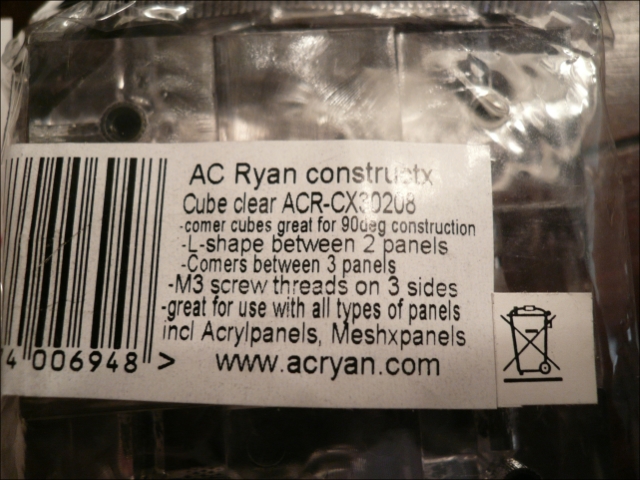 AC Ryan constructx
Cube clear ACR-CX30208
-corner cubes great for 90deg construction
-L-shape between 2 panels
-Corners between 3 panels
-M3 screw threads on 3 sides
-great for use with all types of panels
incl Acrylpanels, Meshxpanels
www.acryan.com
4 006948 >